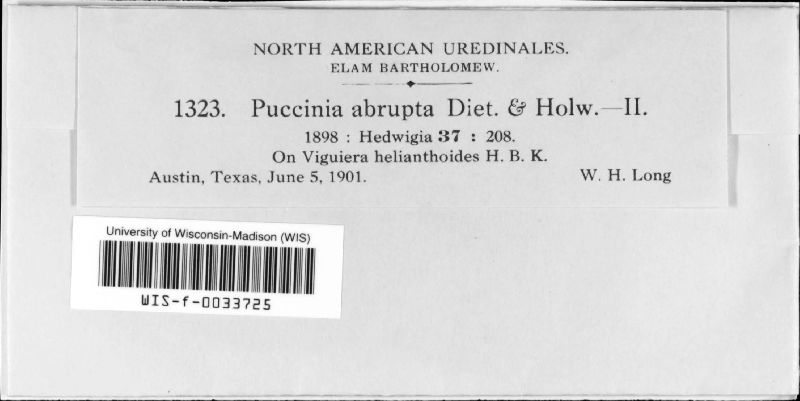 NORTH AMERICAN UREDINALES.
ELAM BARTHOLOMEW.
1323. Puccinia abrupta Diet. & Holw.—II.
1898 : Hedwigia 37 : 208.
On Viguiera helianthoides H. B. K.
Austin, Texas, June 5, 1901. W. H. Long
University of Wisconsin-Madison (WIS)
WIS-f-0033725